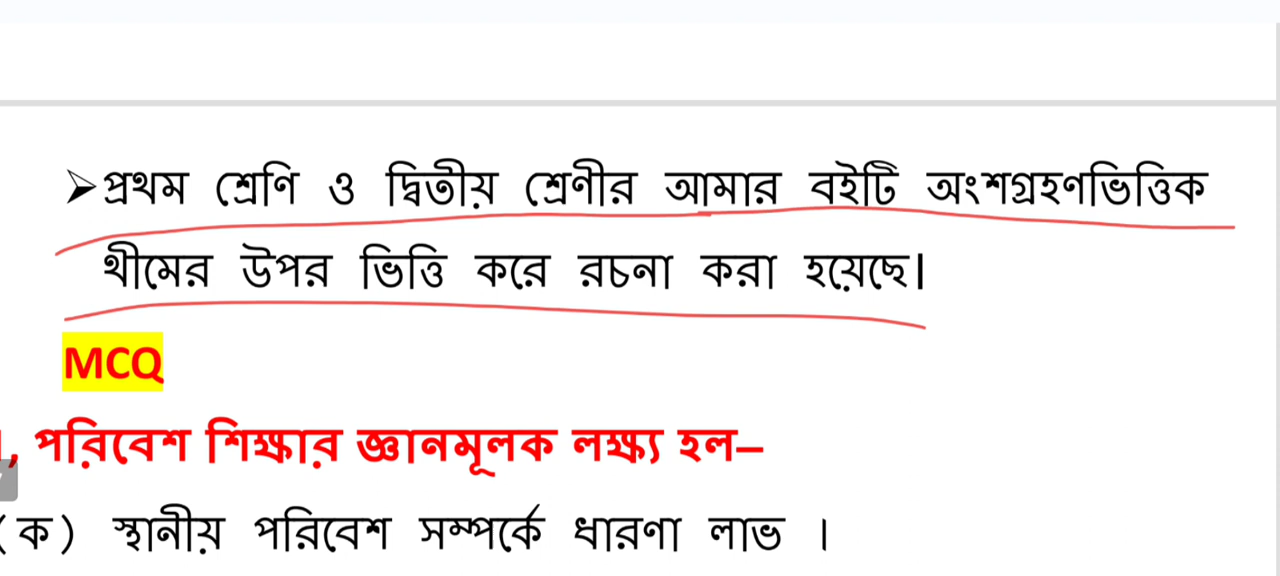 ➢প্রথম শ্রেণি ও দ্বিতীয় শ্রেণীর আমার বইটি অংশগ্রহণভিত্তিক
থীমের উপর ভিত্তি করে রচনা করা হয়েছে।
MCQ
, পরিবেশ শিক্ষার জ্ঞানমূলক লক্ষ্য হল–
(ক) স্থানীয় পরিবেশ সম্পর্কে ধারণা লাভ ।